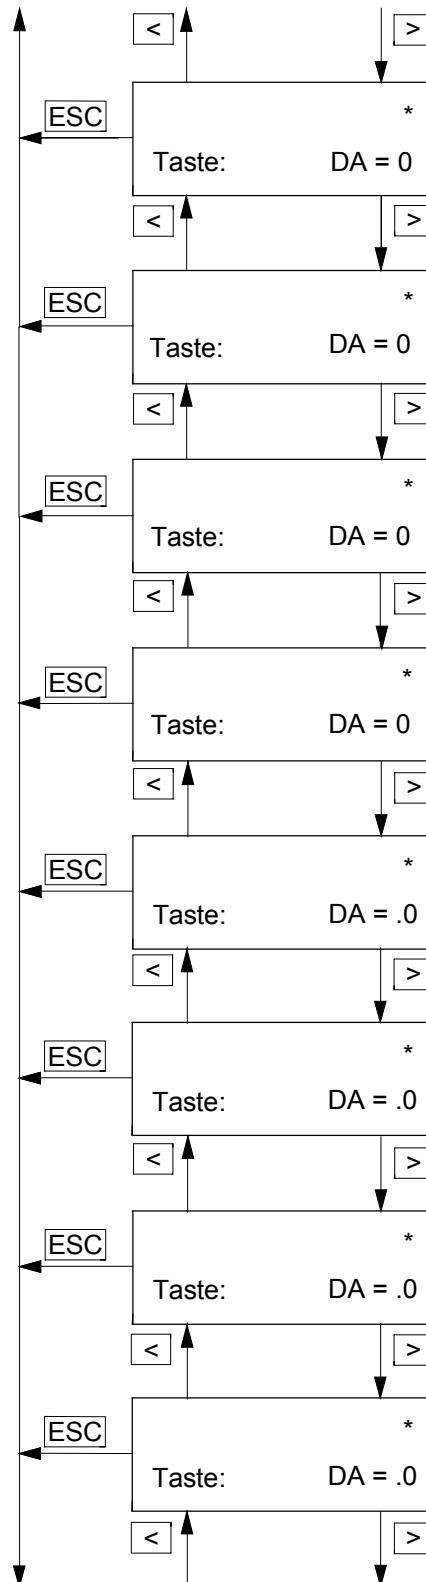 < >
ESC *
Taste: DA = 0
< >
ESC *
Taste: DA = 0
< >
ESC *
Taste: DA = 0
< >
ESC *
Taste: DA = 0
< >
ESC *
Taste: DA = .0
< >
ESC *
Taste: DA = .0
< >
ESC *
Taste: DA = .0
< >
ESC *
Taste: DA = .0
< >